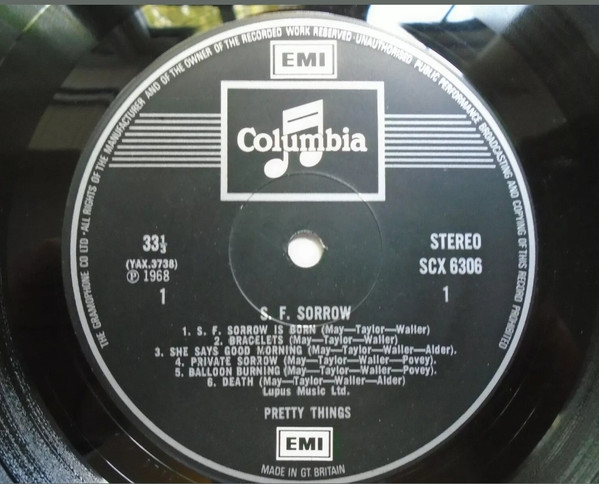 THE GRAMOPHONE CO LTD · ALL RIGHTS OF THE MANUFACTURER AND OF THE OWNER OF THE RECORDED WORK RESERVED · UNAUTHORISED PUBLIC PERFORMANCE BROADCASTING AND COPYING OF THIS RECORD PROHIBITED
EMI
Columbia
33⅓
STEREO
(YAX.3738)
SCX 6306
℗ 1968
1
1
S. F. SORROW
1. S. F. SORROW IS BORN (May—Taylor—Waller)
2. BRACELETS (May—Taylor—Waller)
3. SHE SAYS GOOD MORNING (May—Taylor—Waller—Alder).
4. PRIVATE SORROW (May—Taylor—Waller—Povey).
5. BALLOON BURNING (May—Taylor—Waller—Povey).
6. DEATH (May—Taylor—Waller—Alder)
Lupus Music Ltd.
PRETTY THINGS
EMI
MADE IN GT. BRITAIN